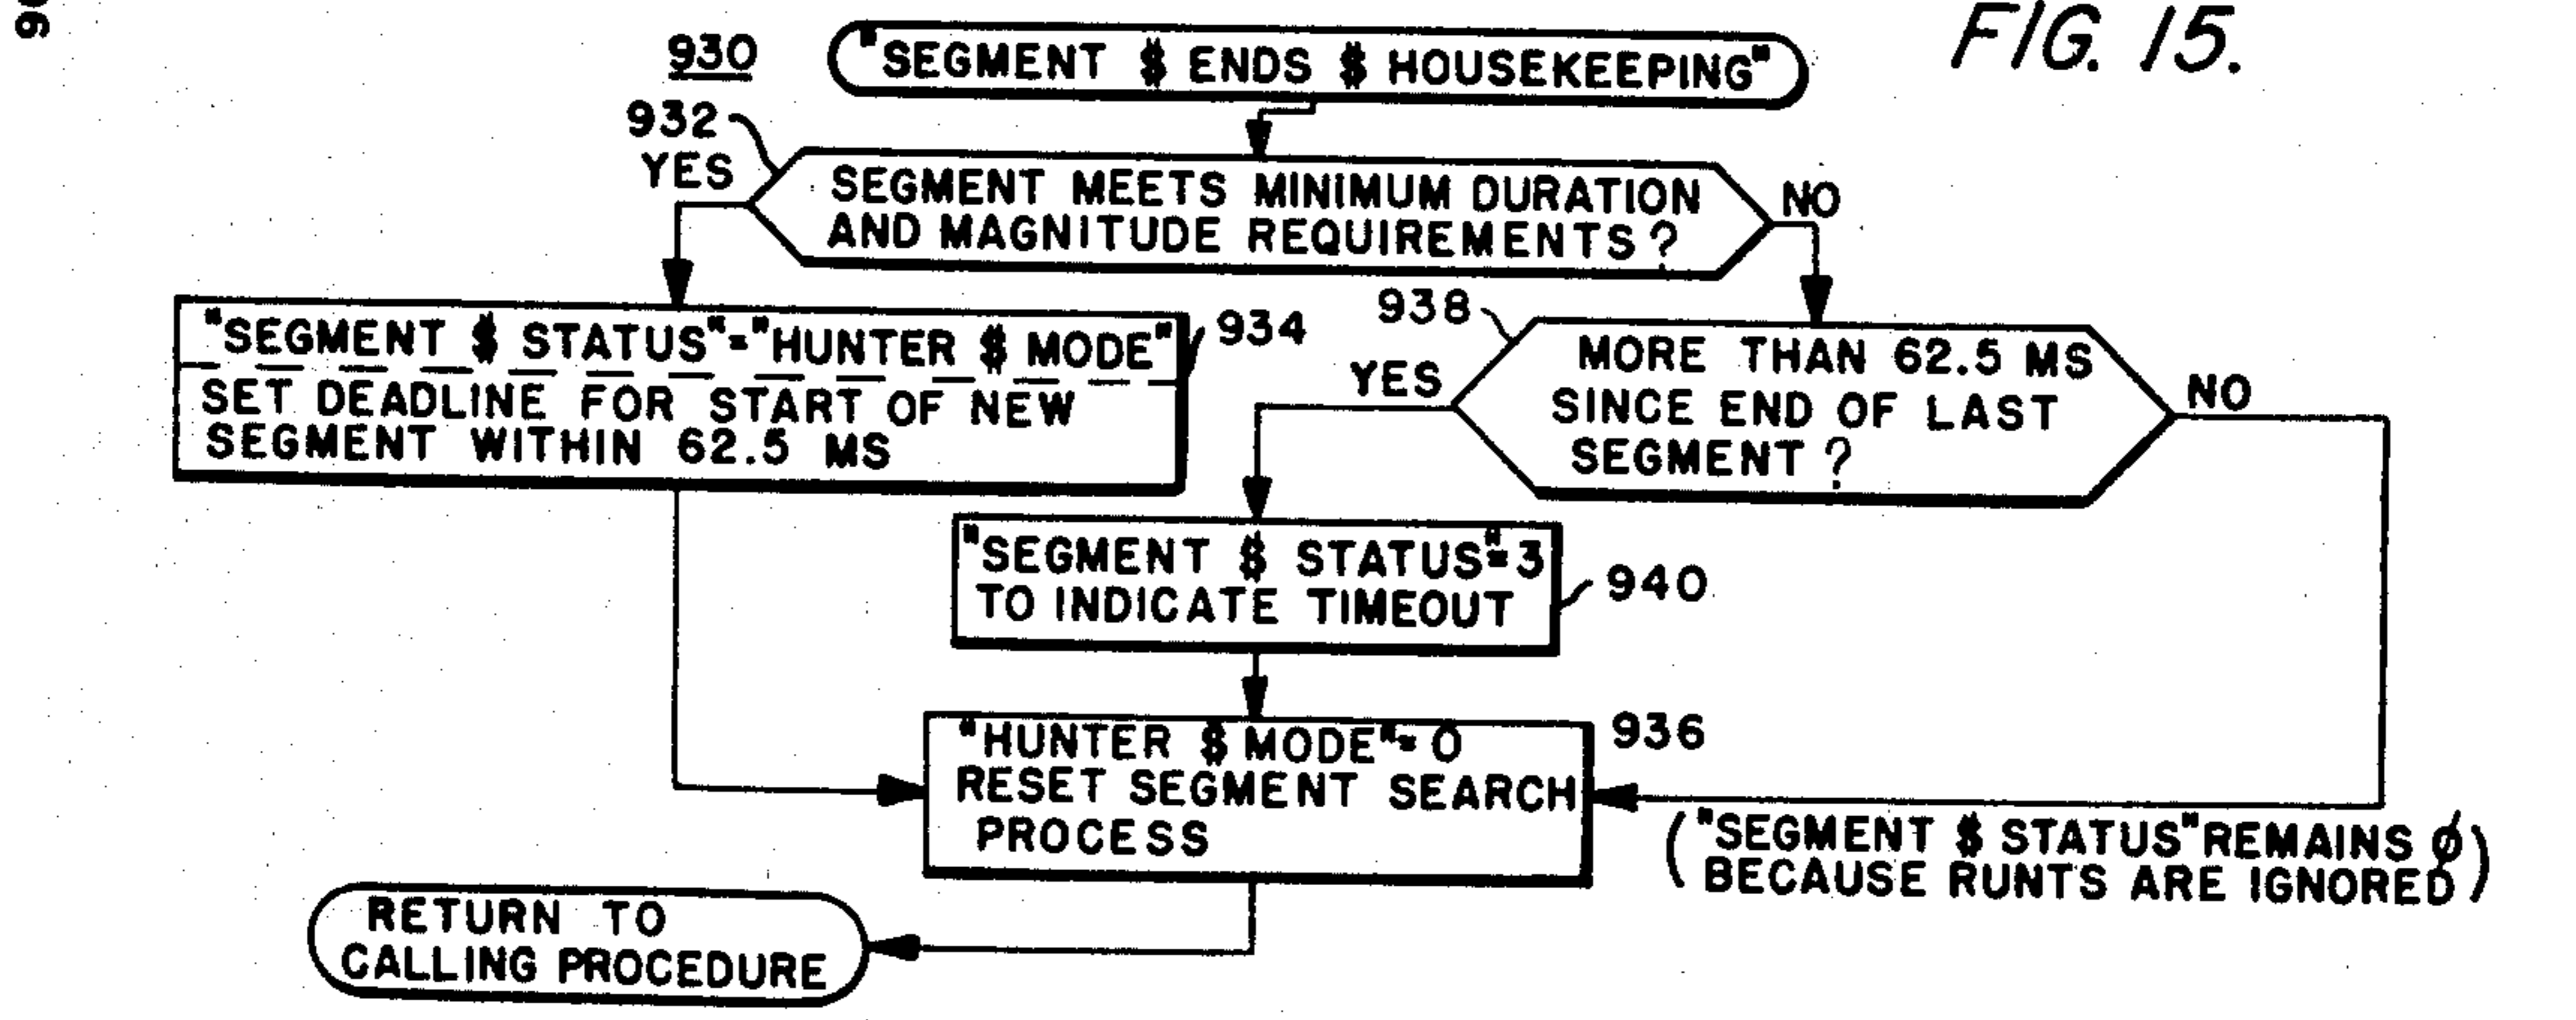 FIG. 15.
930
"SEGMENT $ ENDS $ HOUSEKEEPING"
932
YES
SEGMENT MEETS MINIMUM DURATION
AND MAGNITUDE REQUIREMENTS?
NO
"SEGMENT $ STATUS"="HUNTER $ MODE"
SET DEADLINE FOR START OF NEW
SEGMENT WITHIN 62.5 MS
934
938
YES
MORE THAN 62.5 MS
SINCE END OF LAST
SEGMENT?
NO
"SEGMENT $ STATUS"=3
TO INDICATE TIMEOUT
940
"HUNTER $ MODE"=0
RESET SEGMENT SEARCH
PROCESS
936
("SEGMENT $ STATUS" REMAINS ∅
BECAUSE RUNTS ARE IGNORED)
RETURN TO
CALLING PROCEDURE